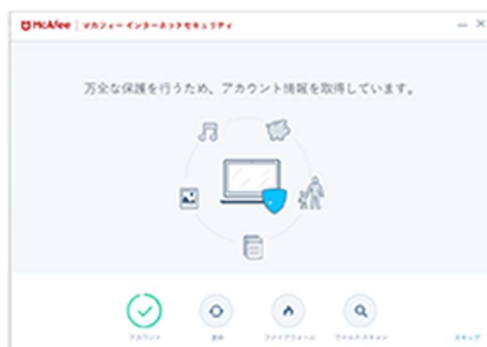 McAfee | マカフィー インターネットセキュリティ
万全な保護を行うため、アカウント情報を取得しています。
アカウント
更新
ファイアウォール
ウイルス スキャン
スキップ